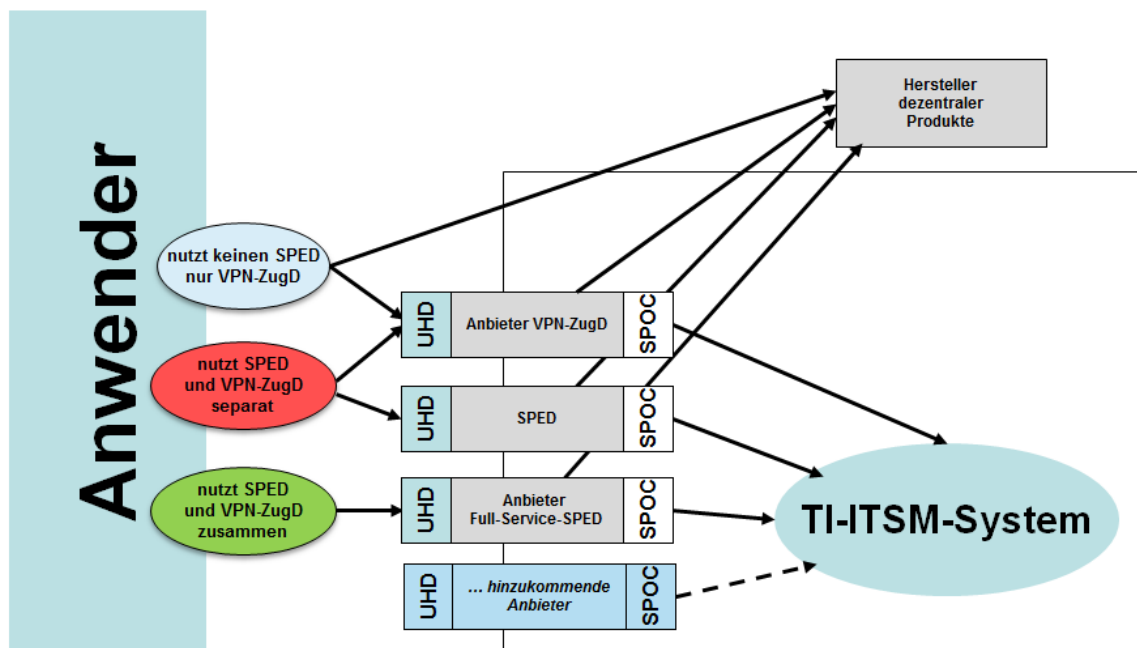 Anwender
Hersteller
dezentraler
Produkte
nutzt keinen SPED
nur VPN-ZugD
UHD
Anbieter VPN-ZugD
SPOC
nutzt SPED
und VPN-ZugD
separat
UHD
SPED
SPOC
nutzt SPED
und VPN-ZugD
zusammen
UHD
Anbieter
Full-Service-SPED
SPOC
TI-ITSM-System
UHD
... hinzukommende
Anbieter
SPOC